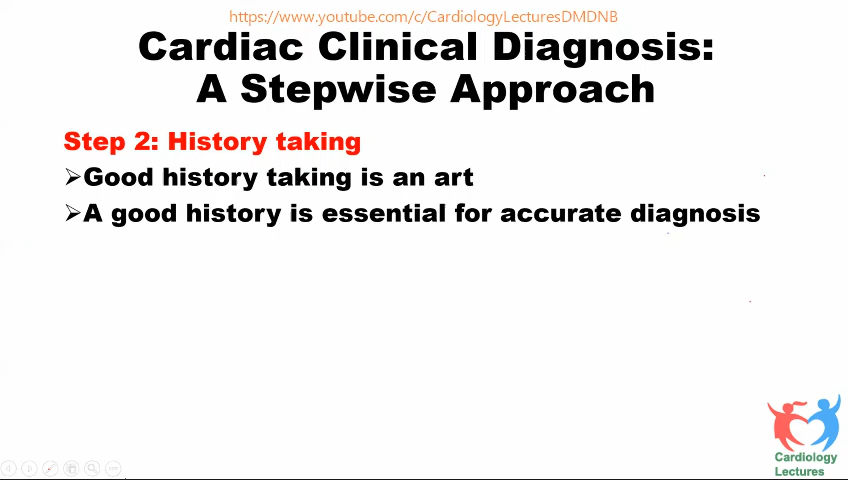 https://www.youtube.com/c/CardiologyLecturesDMDNB
Cardiac Clinical Diagnosis:
A Stepwise Approach
Step 2: History taking
➢Good history taking is an art
➢A good history is essential for accurate diagnosis
Cardiology
Lectures